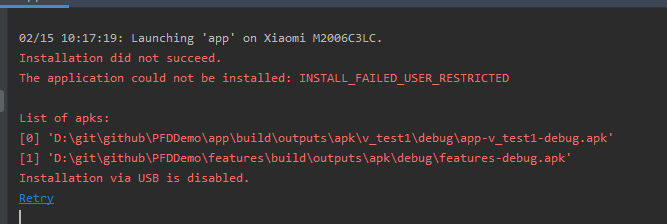 02/15 10:17:19: Launching 'app' on Xiaomi M2006C3LC.
Installation did not succeed.
The application could not be installed: INSTALL_FAILED_USER_RESTRICTED
List of apks:
[0] 'D:\git\github\PFDDemo\app\build\outputs\apk\v_test1\debug\app-v_test1-debug.apk'
[1] 'D:\git\github\PFDDemo\features\build\outputs\apk\debug\features-debug.apk'
Installation via USB is disabled.
Retry